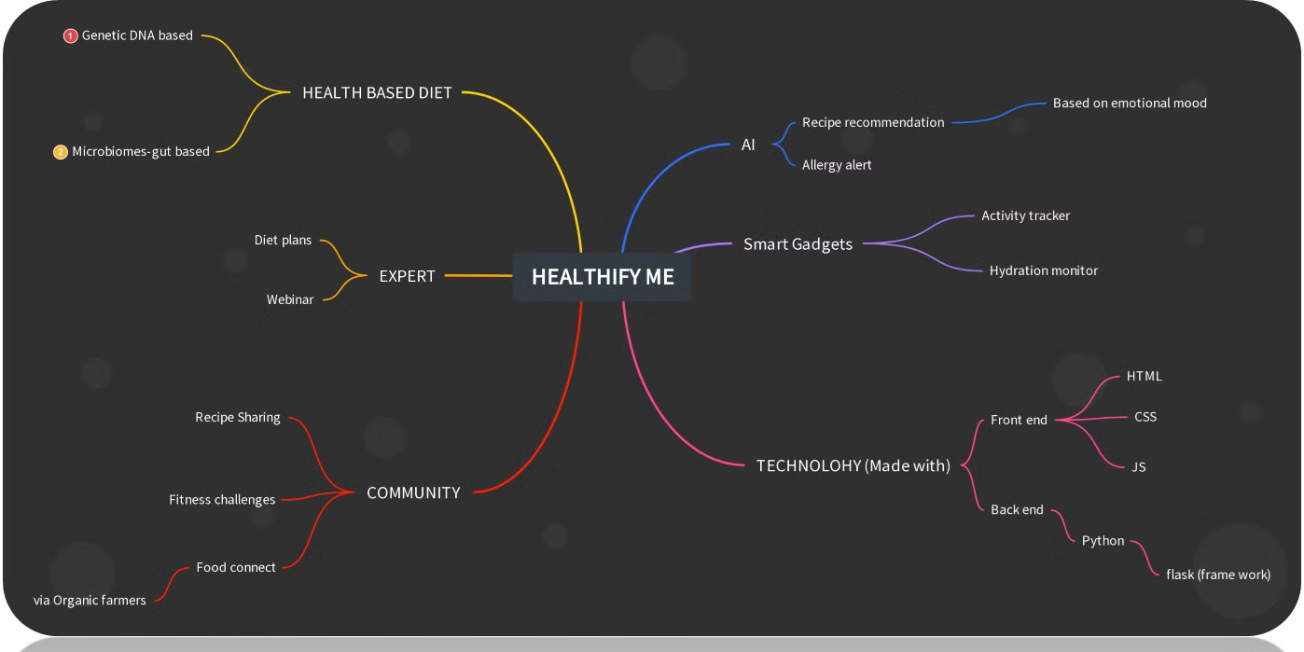 HEALTHIFY ME
HEALTH BASED DIET
1 Genetic DNA based
2 Microbiomes-gut based
EXPERT
Diet plans
Webinar
COMMUNITY
Recipe Sharing
Fitness challenges
Food connect
via Organic farmers
AI
Recipe recommendation
Based on emotional mood
Allergy alert
Smart Gadgets
Activity tracker
Hydration monitor
TECHNOLOHY (Made with)
Front end
HTML
CSS
JS
Back end
Python
flask (frame work)